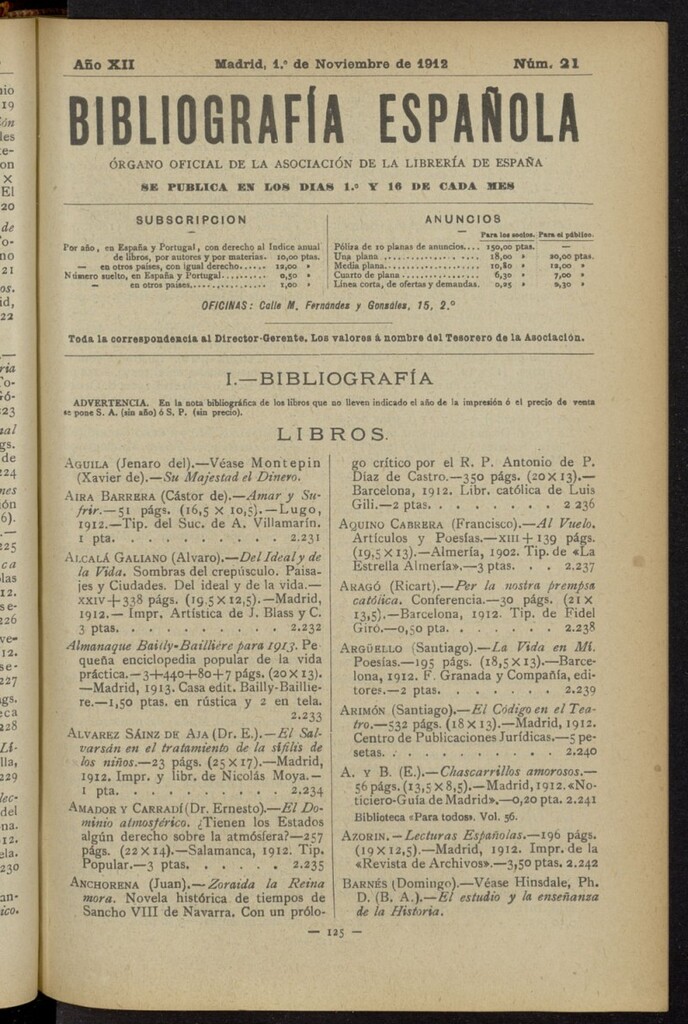 Año XII Madrid, 1.º de Noviembre de 1912 Núm. 21
BIBLIOGRAFÍA ESPAÑOLA
ÓRGANO OFICIAL DE LA ASOCIACIÓN DE LA LIBRERÍA DE ESPAÑA
SE PUBLICA EN LOS DIAS 1.º Y 16 DE CADA MES
SUBSCRIPCION
Por año, en España y Portugal, con derecho al Indice anual
de libros, por autores y por materias. 10,00 ptas.
— en otros países, con igual derecho..... 12,00 »
Número suelto, en España y Portugal........ 0,50 »
— en otros países................ 1,00 »
ANUNCIOS
Para los socios. Para el público.
Póliza de 10 planas de anuncios.... 150,00 ptas. —
Una plana........................ 18,00 » 20,00 ptas.
Media plana...................... 10,80 » 12,00 »
Cuarto de plana.................. 6,30 » 7,00 »
Línea corta, de ofertas y demandas. 0,25 » 0,30 »
OFICINAS: Calle M. Fernández y González, 15, 2.º
Toda la correspondencia al Director-Gerente. Los valores á nombre del Tesorero de la Asociación.
I.—BIBLIOGRAFÍA
ADVERTENCIA. En la nota bibliográfica de los libros que no lleven indicado el año de la impresión ó el precio de venta
se pone S. A. (sin año) ó S. P. (sin precio).
LIBROS.
AGUILA (Jenaro del).—Véase Montepin
(Xavier de).—Su Majestad el Dinero.
AIRA BARRERA (Cástor de).—Amar y Su-
frir.—51 págs. (16,5 × 10,5).—Lugo,
1912.—Tip. del Suc. de A. Villamarín.
1 pta. . . . . . . . . . . 2.231
ALCALÁ GALIANO (Alvaro).—Del Ideal y de
la Vida. Sombras del crepúsculo. Paisa-
jes y Ciudades. Del ideal y de la vida.—
XXIV+338 págs. (19,5×12,5).—Madrid,
1912.— Impr. Artística de J. Blass y C.
3 ptas. . . . . . . . . . 2.232
Almanaque Bailly-Baillière para 1913. Pe
queña enciclopedia popular de la vida
práctica.—3+440+80+7 págs. (20×13).
—Madrid, 1913. Casa edit. Bailly-Baillie-
re.—1,50 ptas. en rústica y 2 en tela.
2.233
ALVAREZ SÁINZ DE AJA (Dr. E.).—El Sal-
varsán en el tratamiento de la sífilis de
los niños.—23 págs. (25×17).—Madrid,
1912. Impr. y libr. de Nicolás Moya.—
1 pta. . . . . . . . . . . 2.234
AMADOR Y CARRADÍ (Dr. Ernesto).—El Do-
minio atmosférico. ¿Tienen los Estados
algún derecho sobre la atmósfera?—257
págs. (22×14).—Salamanca, 1912. Tip.
Popular.—3 ptas. . . . . . 2.235
ANCHORENA (Juan).—Zoraida la Reina
mora. Novela histórica de tiempos de
Sancho VIII de Navarra. Con un prólo-
go crítico por el R. P. Antonio de P.
Díaz de Castro.—350 págs. (20×13).—
Barcelona, 1912. Libr. católica de Luis
Gili.—2 ptas. . . . . . . 2 236
AQUINO CABRERA (Francisco).—Al Vuelo.
Artículos y Poesías.—XIII+139 págs.
(19,5×13).—Almería, 1902. Tip. de «La
Estrella Almería».—3 ptas. . . 2.237
ARAGÓ (Ricart).—Per la nostra prempsa
católica. Conferencia.—30 págs. (21×
13,5).—Barcelona, 1912. Tip. de Fidel
Giró.—0,50 pta. . . . . . 2.238
ARGÜELLO (Santiago).—La Vida en Mí.
Poesías.—195 págs. (18,5×13).—Barce-
lona, 1912. F. Granada y Compañía, edi-
tores.—2 ptas. . . . . . . 2.239
ARIMÓN (Santiago).—El Código en el Tea-
tro.—532 págs. (18×13).—Madrid, 1912.
Centro de Publicaciones Jurídicas.—5 pe-
setas. . . . . . . . . . . 2.240
A. Y B. (E.).—Chascarrillos amorosos.—
56 págs. (13,5×8,5).—Madrid, 1912. «No-
ticiero-Guía de Madrid».—0,20 pta. 2.241
Biblioteca «Para todos». Vol. 56.
AZORIN.—Lecturas Españolas.—196 págs.
(19×12,5).—Madrid, 1912. Impr. de la
«Revista de Archivos».—3,50 ptas. 2.242
BARNÉS (Domingo).—Véase Hinsdale, Ph.
D. (B. A.).—El estudio y la enseñanza
de la Historia.
— 125 —